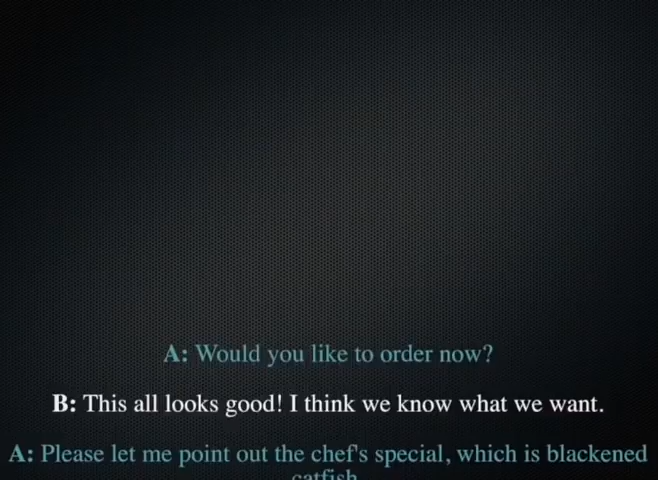 A: Would you like to order now?
B: This all looks good! I think we know what we want.
A: Please let me point out the chef's special, which is blackened
catfish